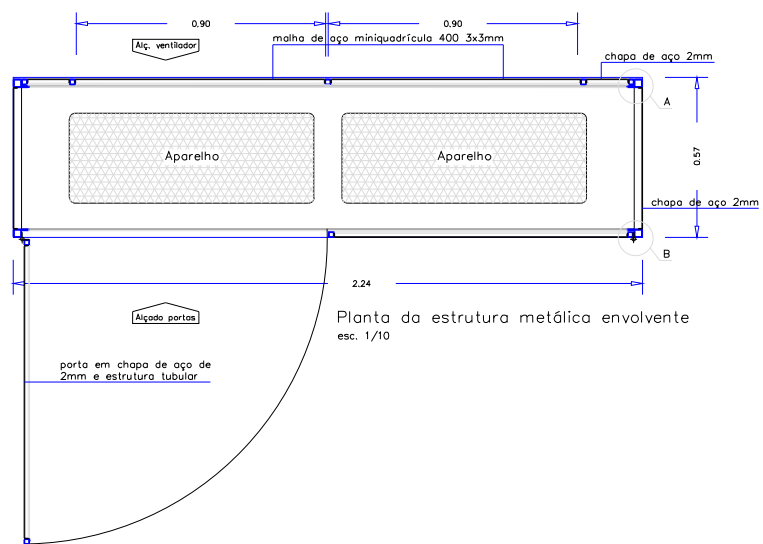 0.90
0.90
Alç. ventilador
malha de aço miniquadrícula 400 3x3mm
chapa de aço 2mm
A
Aparelho
Aparelho
0.57
chapa de aço 2mm
B
2.24
Alçado portas
Planta da estrutura metálica envolvente
esc. 1/10
porta em chapa de aço de
2mm e estrutura tubular